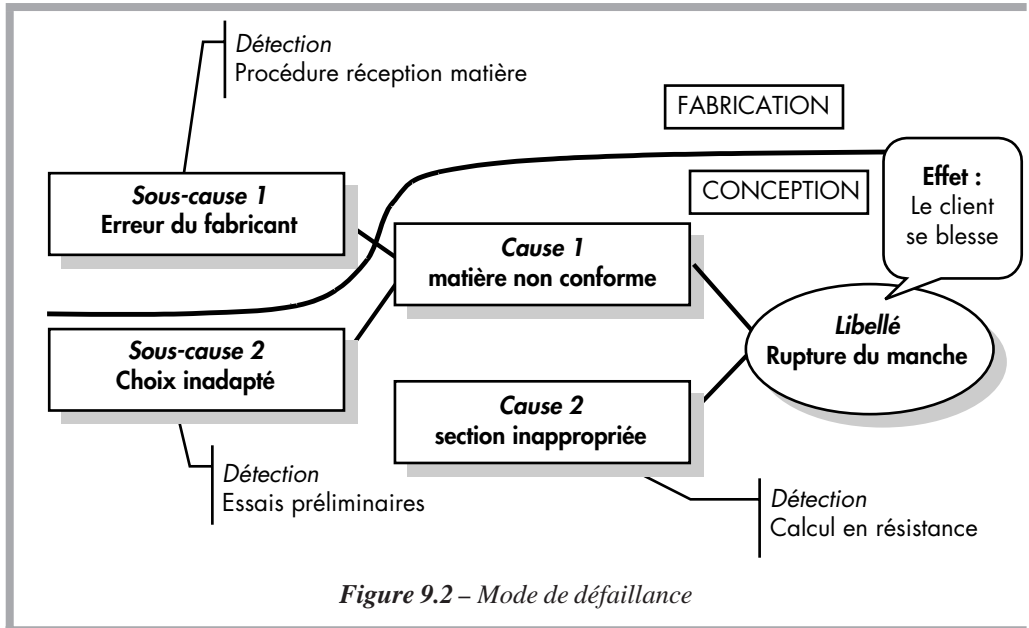 Détection
Procédure réception matière
FABRICATION
CONCEPTION
Effet :
Le client
se blesse
Sous-cause 1
Erreur du fabricant
Cause 1
matière non conforme
Libellé
Rupture du manche
Sous-cause 2
Choix inadapté
Cause 2
section inappropriée
Détection
Essais préliminaires
Détection
Calcul en résistance
Figure 9.2 – Mode de défaillance